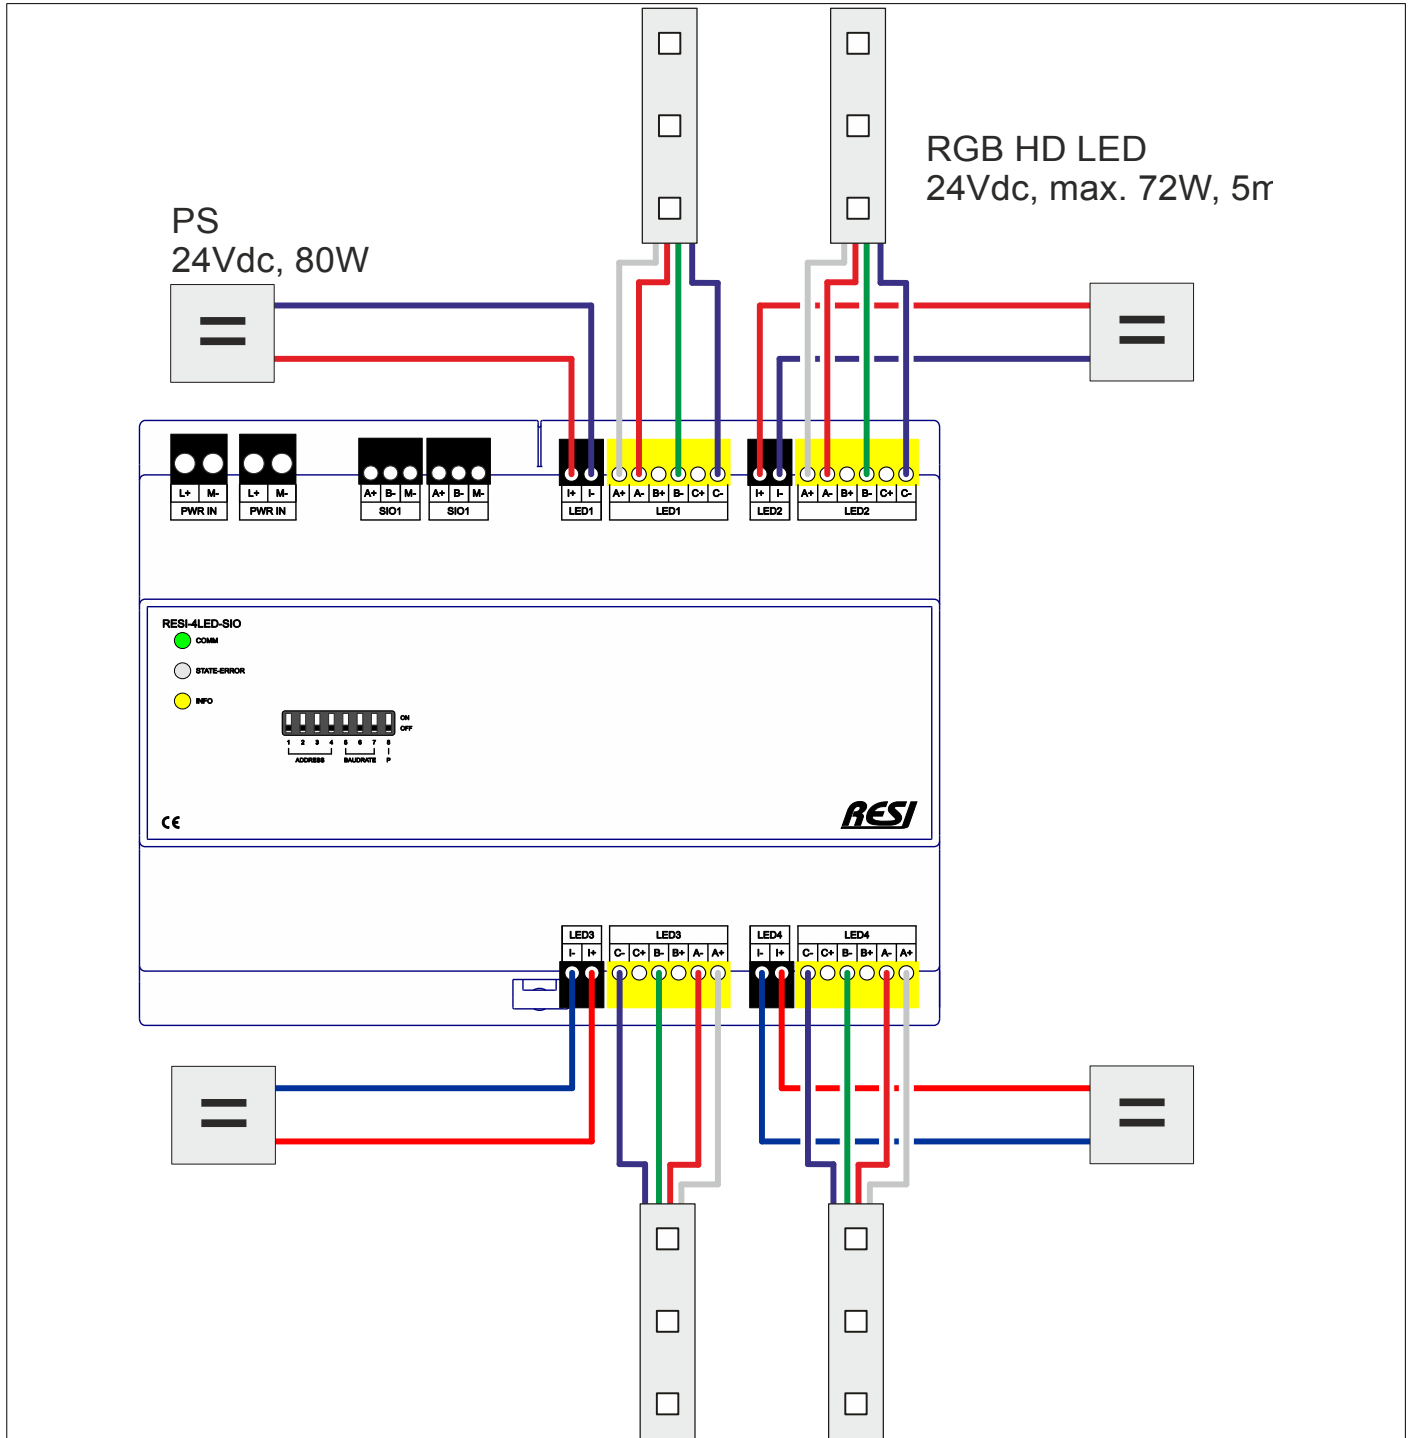 RGB HD LED
24Vdc, max. 72W, 5m
PS
24Vdc, 80W
L+ M- L+ M- A+ B- M- A+ B- M- I+ I- A+ A- B+ B- C+ C- I+ I- A+ A- B+ B- C+ C-
PWR IN PWR IN SIO1 SIO1 LED1 LED1 LED2 LED2
RESI-4LED-SIO
COMM
STATE-ERROR
INFO
ON
OFF
1 2 3 4 5 6 7 8
ADDRESS BAUDRATE P
CE RESI
LED3 LED3 LED4 LED4
I- I+ C- C+ B- B+ A- A+ I- I+ C- C+ B- B+ A- A+